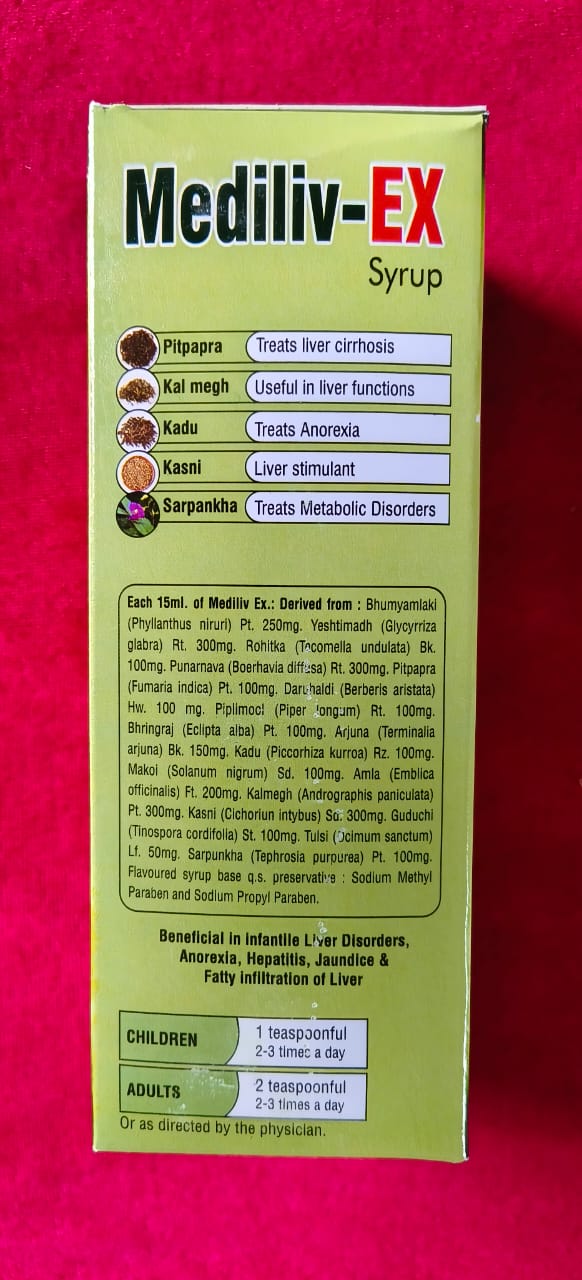 Mediliv-EX
Syrup
Pitpapra Treats liver cirrhosis
Kal megh Useful in liver functions
Kadu Treats Anorexia
Kasni Liver stimulant
Sarpankha Treats Metabolic Disorders
Each 15ml. of Mediliv Ex.: Derived from : Bhumyamlaki
(Phyllanthus niruri) Pt. 250mg. Yeshtimadh (Glycyrriza
glabra) Rt. 300mg. Rohitka (Tecomella undulata) Bk.
100mg. Punarnava (Boerhavia diffusa) Rt. 300mg. Pitpapra
(Fumaria indica) Pt. 100mg. Daruhaldi (Berberis aristata)
Hw. 100 mg. Piplimool (Piper longum) Rt. 100mg.
Bhringraj (Eclipta alba) Pt. 100mg. Arjuna (Terminalia
arjuna) Bk. 150mg. Kadu (Piccorhiza kurroa) Rz. 100mg.
Makoi (Solanum nigrum) Sd. 100mg. Amla (Emblica
officinalis) Ft. 200mg. Kalmegh (Andrographis paniculata)
Pt. 300mg. Kasni (Cichoriun intybus) Sd. 300mg. Guduchi
(Tinospora cordifolia) St. 100mg. Tulsi (Ocimum sanctum)
Lf. 50mg. Sarpunkha (Tephrosia purpurea) Pt. 100mg.
Flavoured syrup base q.s. preservative : Sodium Methyl
Paraben and Sodium Propyl Paraben.
Beneficial in infantile Liver Disorders,
Anorexia, Hepatitis, Jaundice &
Fatty infiltration of Liver
CHILDREN 1 teaspoonful
2-3 times a day
ADULTS 2 teaspoonful
2-3 times a day
Or as directed by the physician.